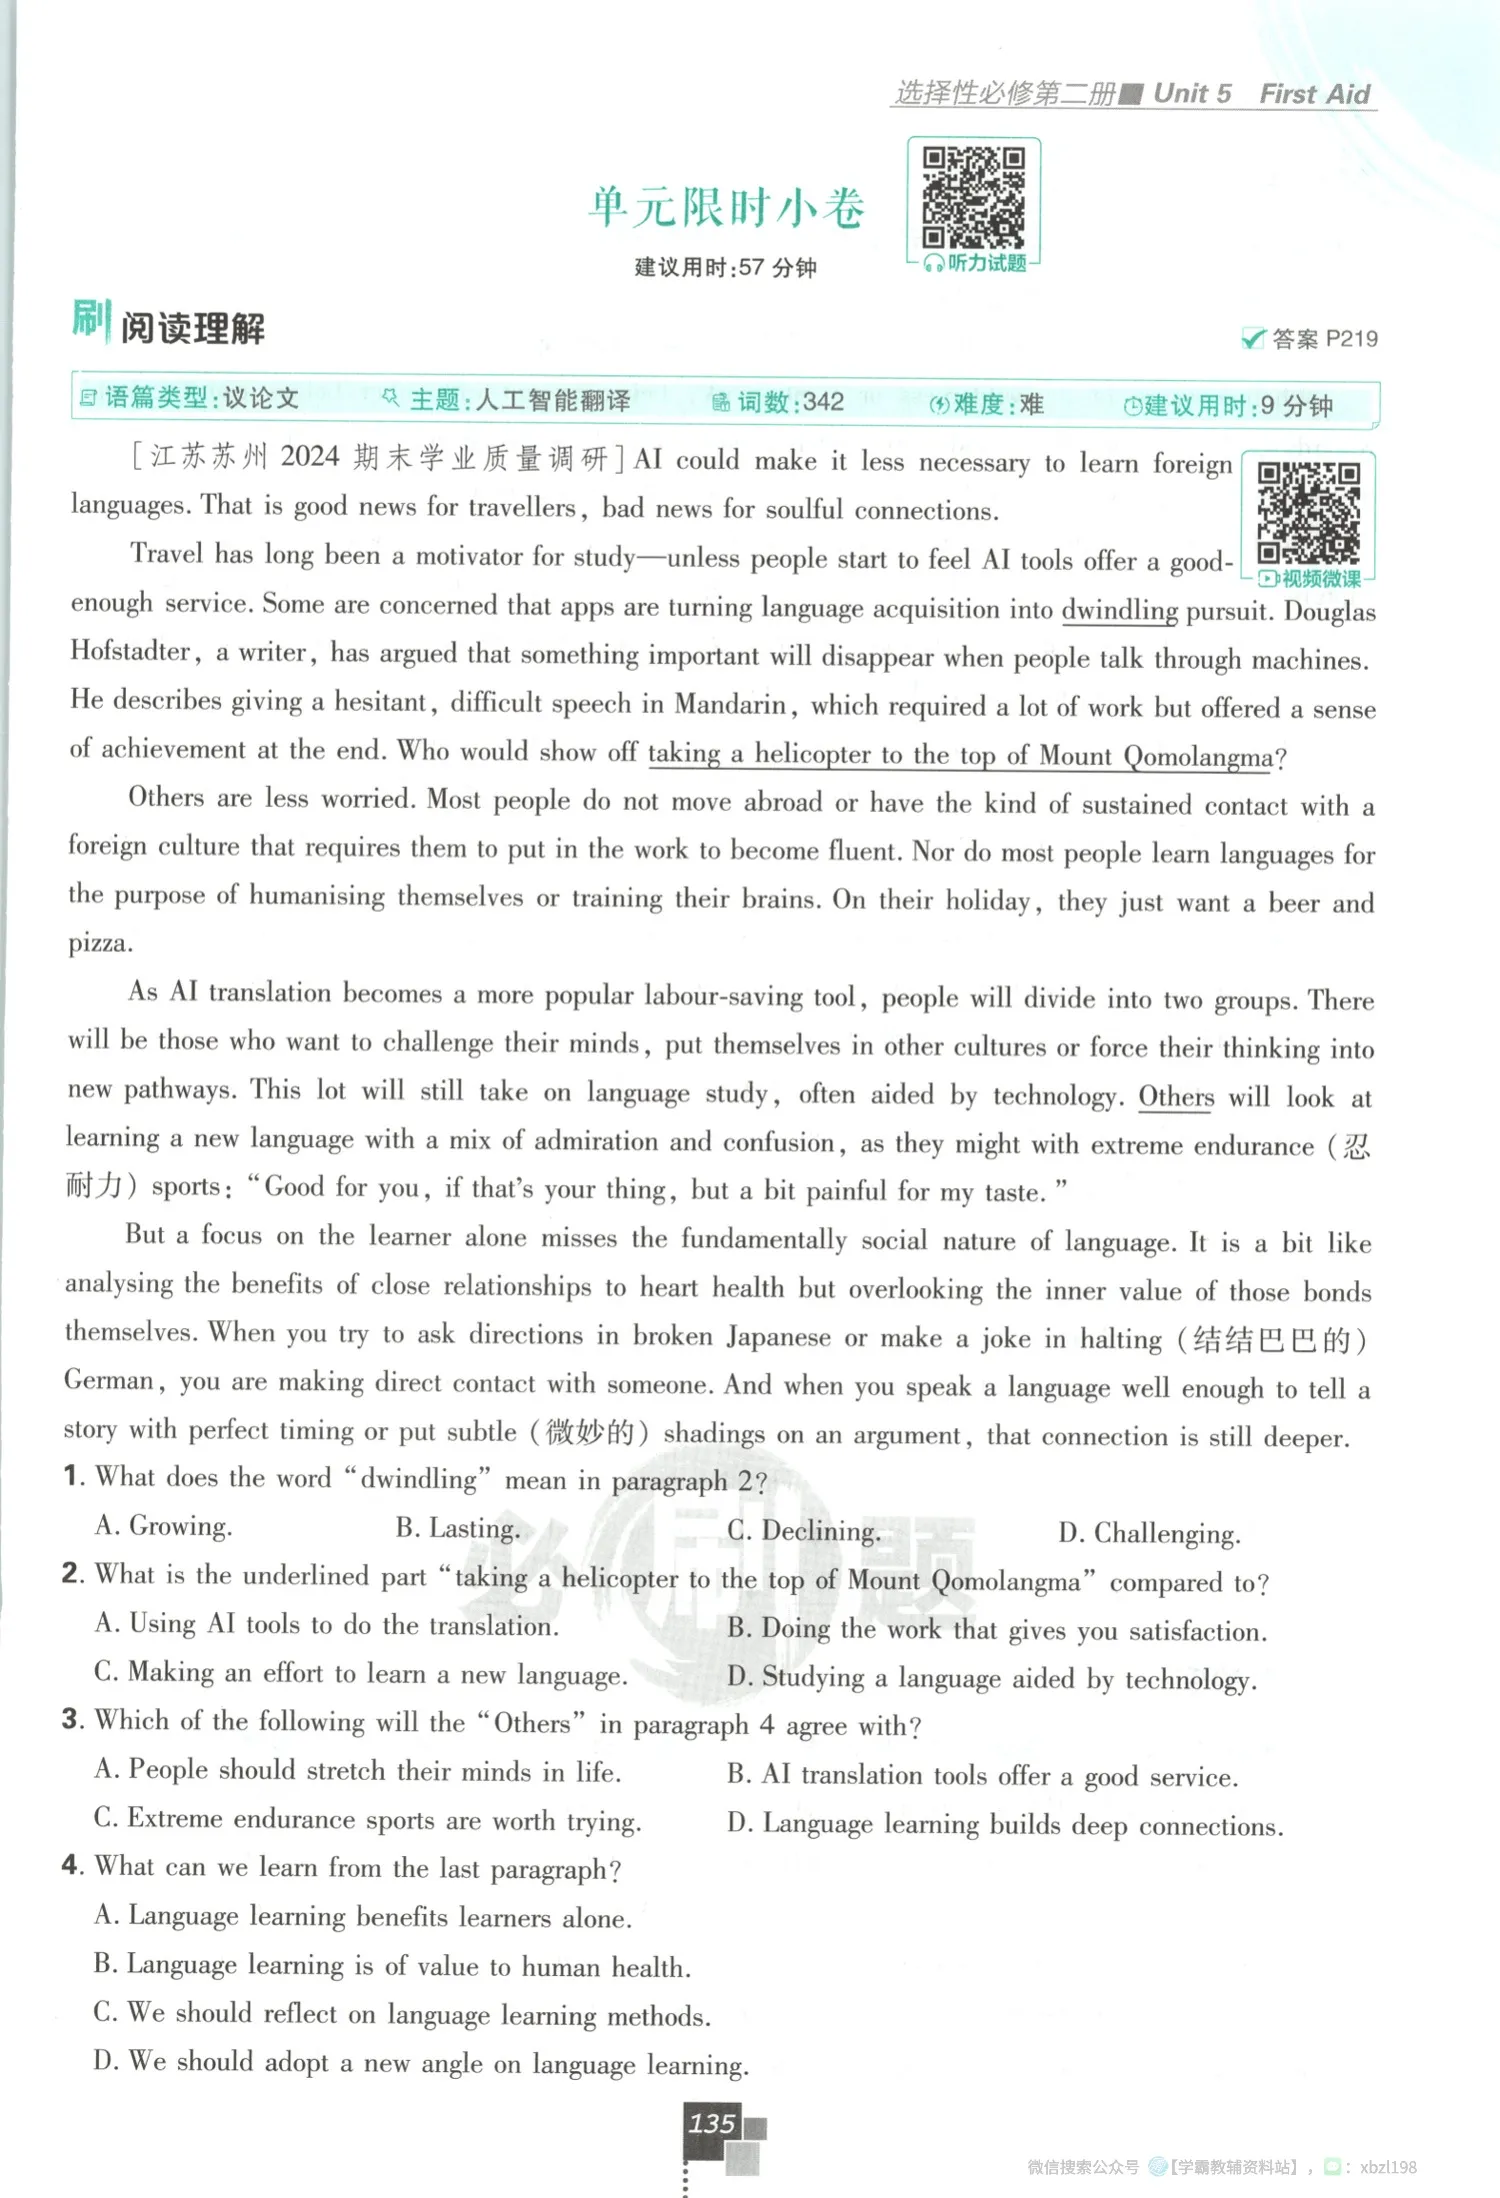 选择性必修第二册 Unit 5 First Aid
单元限时小卷
建议用时:57 分钟
听力试题
刷 阅读理解
答案 P219
语篇类型:议论文 主题:人工智能翻译 词数:342 难度:难 建议用时:9 分钟
[江苏苏州 2024 期末学业质量调研]AI could make it less necessary to learn foreign
languages. That is good news for travellers, bad news for soulful connections.
Travel has long been a motivator for study—unless people start to feel AI tools offer a good-
视频微课
enough service. Some are concerned that apps are turning language acquisition into dwindling pursuit. Douglas
Hofstadter, a writer, has argued that something important will disappear when people talk through machines.
He describes giving a hesitant, difficult speech in Mandarin, which required a lot of work but offered a sense
of achievement at the end. Who would show off taking a helicopter to the top of Mount Qomolangma?
Others are less worried. Most people do not move abroad or have the kind of sustained contact with a
foreign culture that requires them to put in the work to become fluent. Nor do most people learn languages for
the purpose of humanising themselves or training their brains. On their holiday, they just want a beer and
pizza.
As AI translation becomes a more popular labour-saving tool, people will divide into two groups. There
will be those who want to challenge their minds, put themselves in other cultures or force their thinking into
new pathways. This lot will still take on language study, often aided by technology. Others will look at
learning a new language with a mix of admiration and confusion, as they might with extreme endurance (忍
耐力) sports: “Good for you, if that's your thing, but a bit painful for my taste. ”
But a focus on the learner alone misses the fundamentally social nature of language. It is a bit like
analysing the benefits of close relationships to heart health but overlooking the inner value of those bonds
themselves. When you try to ask directions in broken Japanese or make a joke in halting (结结巴巴的)
German, you are making direct contact with someone. And when you speak a language well enough to tell a
story with perfect timing or put subtle (微妙的) shadings on an argument, that connection is still deeper.
1. What does the word “dwindling” mean in paragraph 2?
A. Growing. B. Lasting. C. Declining. D. Challenging.
2. What is the underlined part “taking a helicopter to the top of Mount Qomolangma” compared to?
A. Using AI tools to do the translation. B. Doing the work that gives you satisfaction.
C. Making an effort to learn a new language. D. Studying a language aided by technology.
3. Which of the following will the “Others” in paragraph 4 agree with?
A. People should stretch their minds in life. B. AI translation tools offer a good service.
C. Extreme endurance sports are worth trying. D. Language learning builds deep connections.
4. What can we learn from the last paragraph?
A. Language learning benefits learners alone.
B. Language learning is of value to human health.
C. We should reflect on language learning methods.
D. We should adopt a new angle on language learning.
必刷题
135
微信搜索公众号 【学霸教辅资料站】, : xbzl198